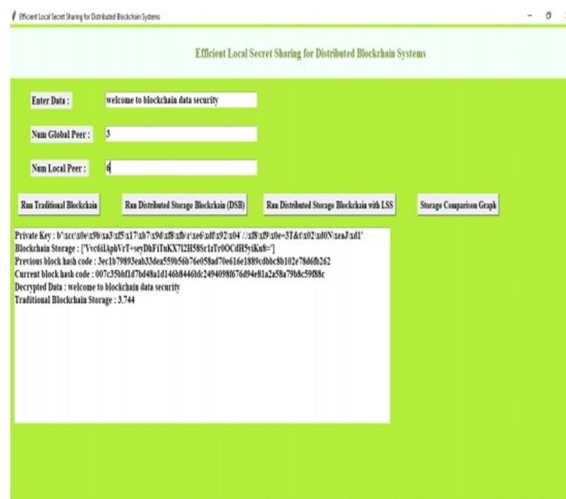 Efficient Local Secret Sharing for Distributed Blockchain Systems
Efficient Local Secret Sharing for Distributed Blockchain Systems
Enter Data :
welcome to blockchain data security
Num Global Peer :
3
Num Local Peer :
6
Run Traditional Blockchain
Run Distributed Storage Blockchain (DSB)
Run Distributed Storage Blockchain with LSS
Storage Comparison Graph
Private Key :
Blockchain Storage :
Previous block hash code :
Current block hash code :
Decrypted Data : welcome to blockchain data security
Traditional Blockchain Storage : 3.744